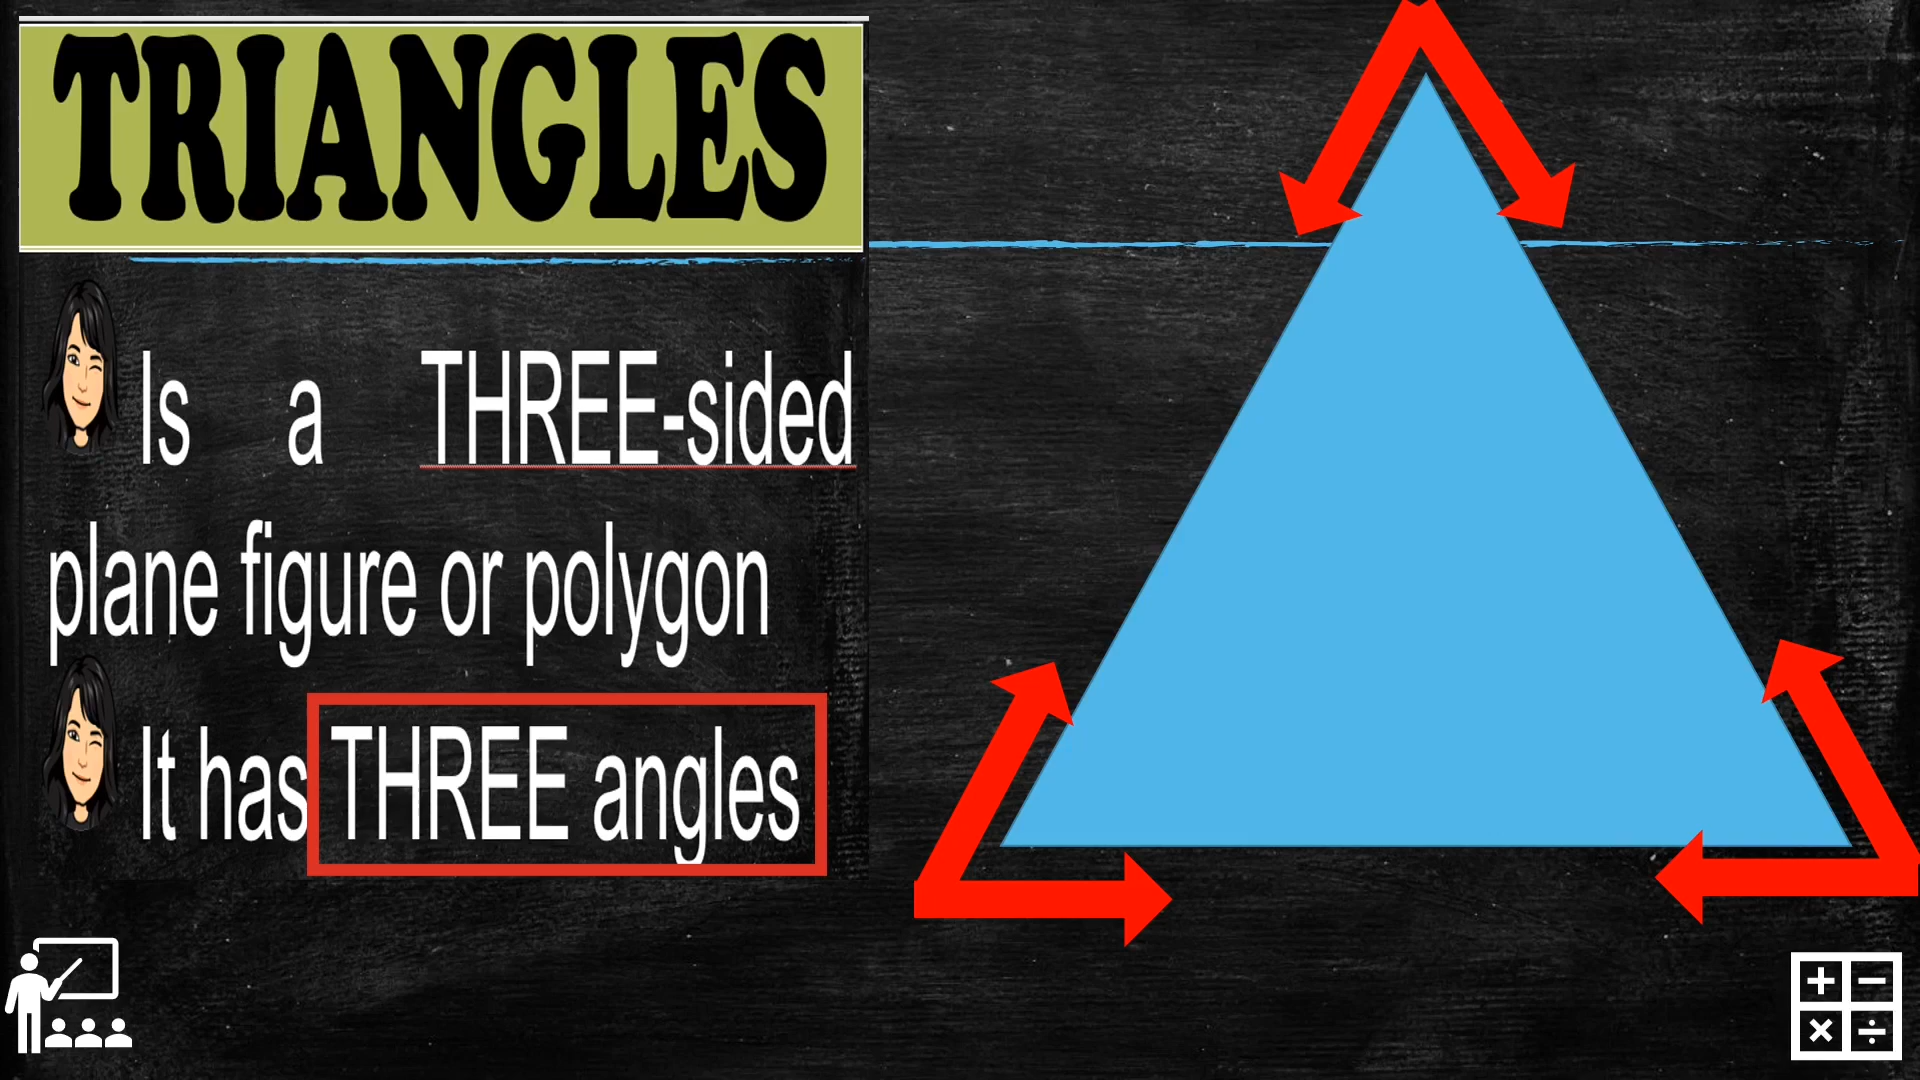 TRIANGLES
Is a THREE-sided
plane figure or polygon
It has THREE angles
+ −
× ÷